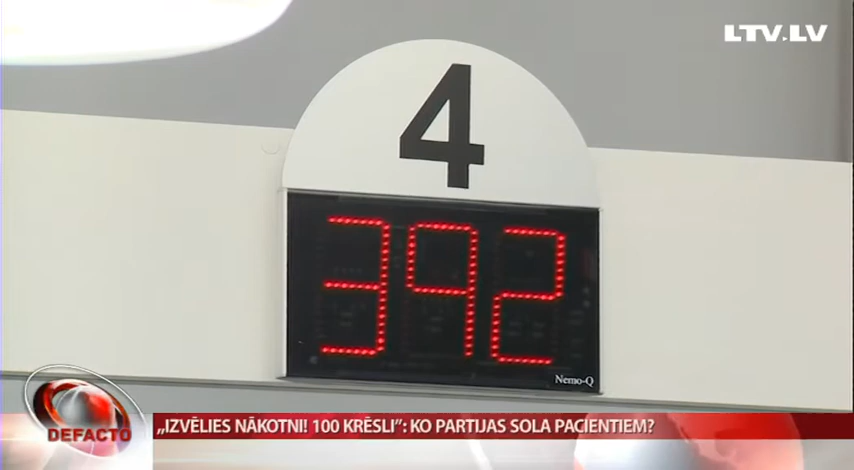 LTV.LV
4
392
Nemo-Q
DEFACTO
„IZVĒLIES NĀKOTNI! 100 KRĒSLI”: KO PARTIJAS SOLA PACIENTIEM?